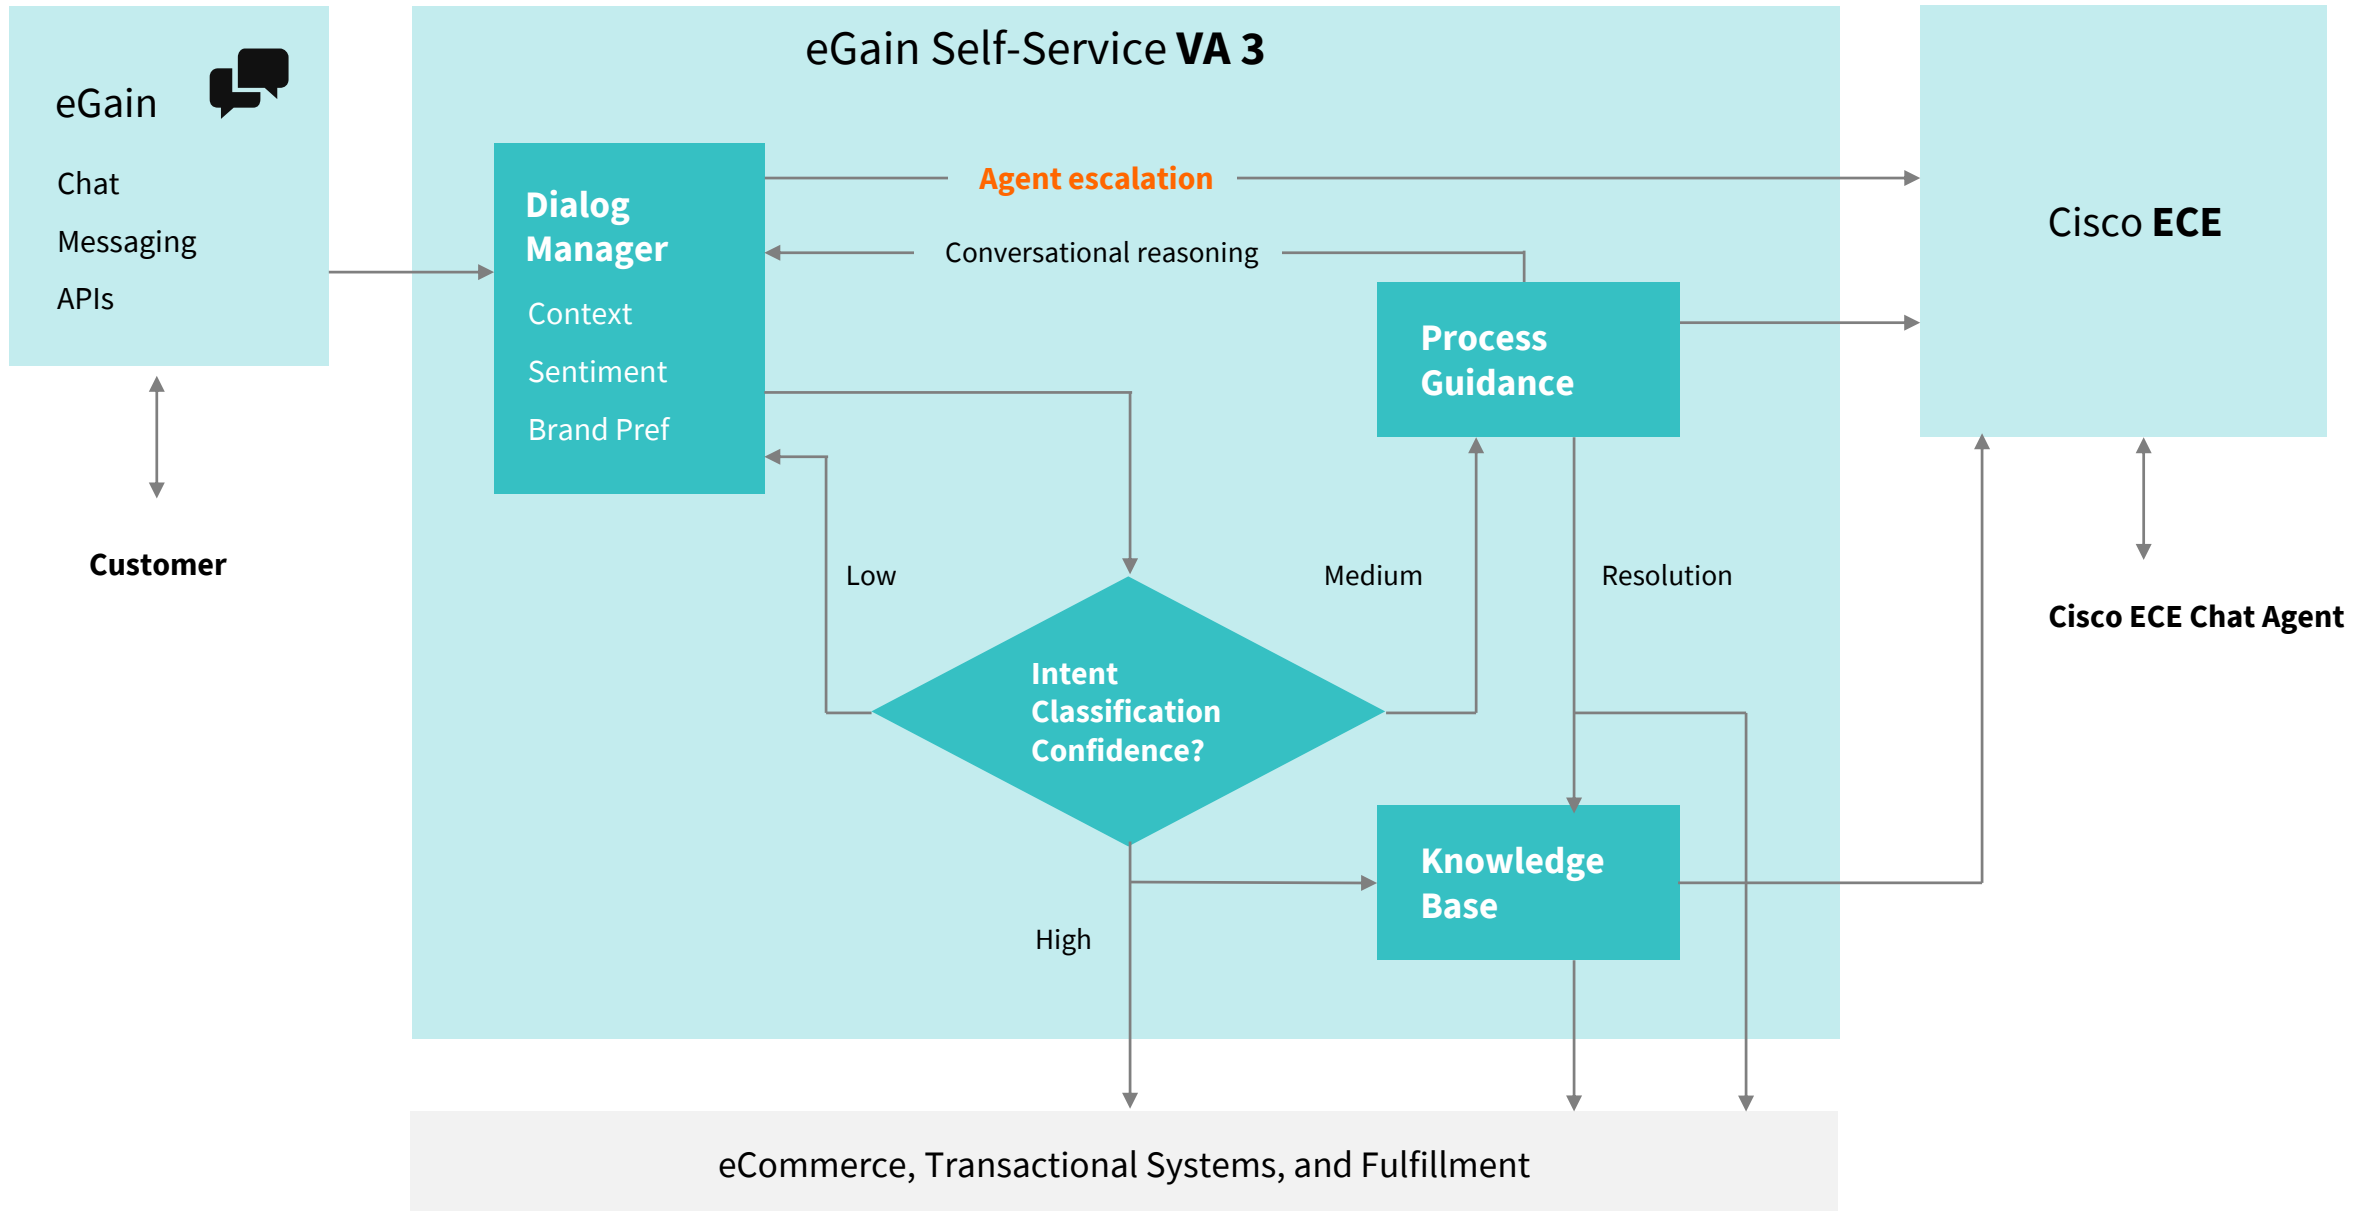 eGain
Chat
Messaging
APIs
Customer
eGain Self-Service VA 3
Dialog
Manager
Context
Sentiment
Brand Pref
Agent escalation
Conversational reasoning
Process
Guidance
Low
Medium
Resolution
Intent
Classification
Confidence?
High
Knowledge
Base
Cisco ECE
Cisco ECE Chat Agent
eCommerce, Transactional Systems, and Fulfillment